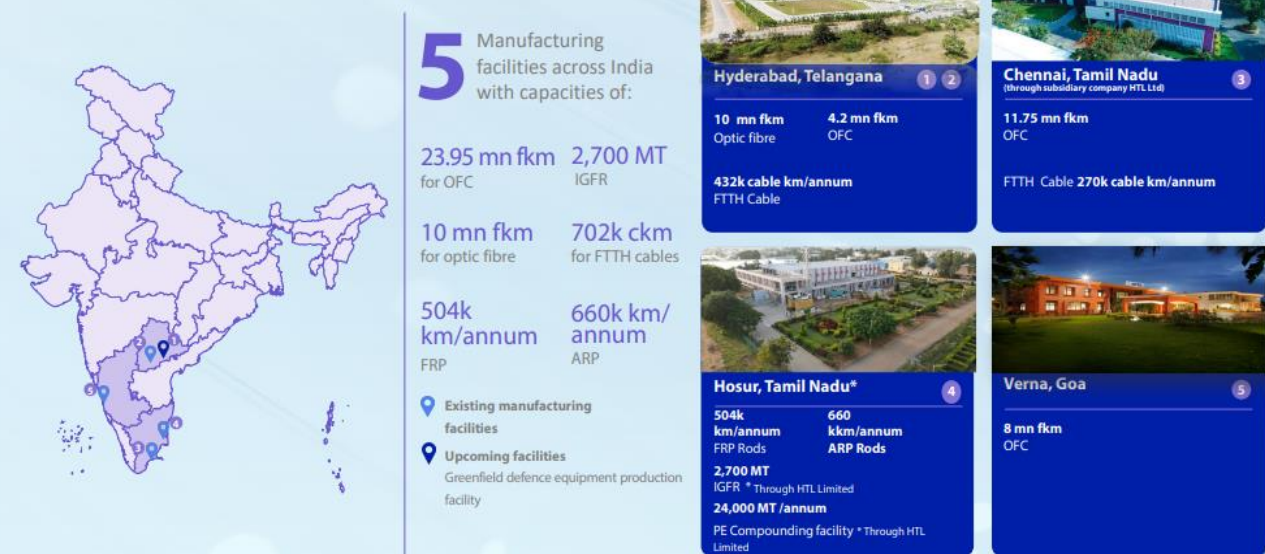 5
Manufacturing
facilities across India
with capacities of:
23.95 mn fkm
for OFC
2,700 MT
IGFR
10 mn fkm
for optic fibre
702k ckm
for FTTH cables
504k
km/annum
FRP
660k km/
annum
ARP
Existing manufacturing
facilities
Upcoming facilities
Greenfield defence equipment production
facility
2 1
5
4
3
Hyderabad, Telangana 1 2
10 mn fkm
Optic fibre
4.2 mn fkm
OFC
432k cable km/annum
FTTH Cable
Chennai, Tamil Nadu 3
(through subsidiary company HTL Ltd)
11.75 mn fkm
OFC
FTTH Cable 270k cable km/annum
Hosur, Tamil Nadu* 4
504k
km/annum
FRP Rods
660
kkm/annum
ARP Rods
2,700 MT
IGFR * Through HTL Limited
24,000 MT /annum
PE Compounding facility * Through HTL
Limited
Verna, Goa 5
8 mn fkm
OFC